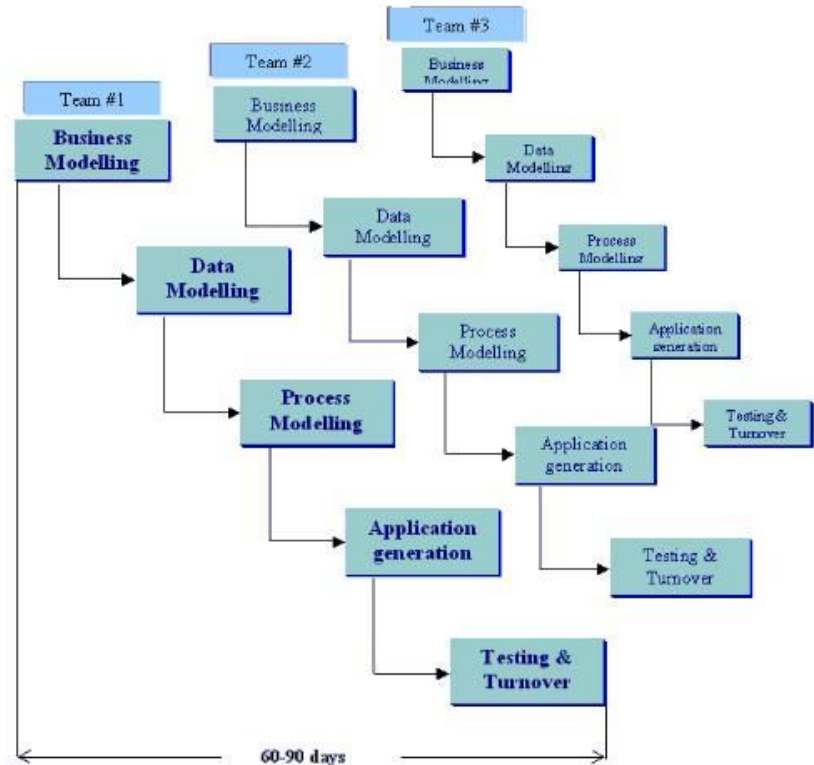 Team #1
Business
Modelling
Data
Modelling
Process
Modelling
Application
generation
Testing &
Turnover
Team #2
Business
Modelling
Data
Modelling
Process
Modelling
Application
generation
Testing &
Turnover
Team #3
Business
Modelling
Data
Modelling
Process
Modelling
Application
generation
Testing &
Turnover
60-90 days